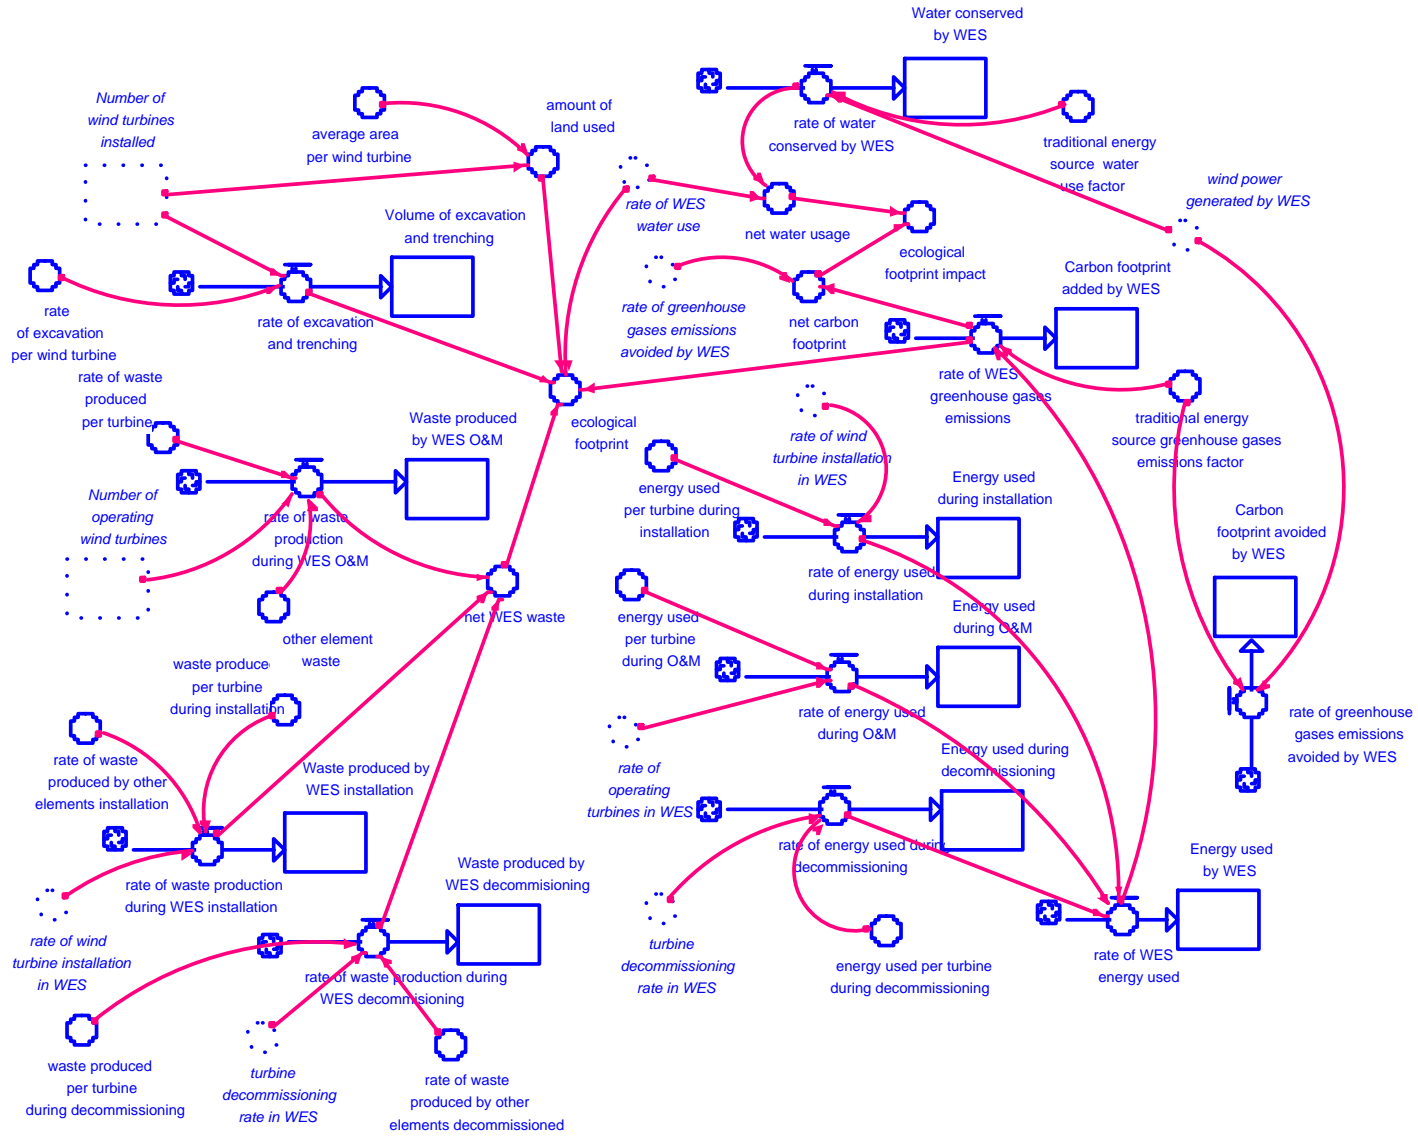 Water conserved
by WES
Number of
wind turbines
installed
average area
per wind turbine
amount of
land used
rate of water
conserved by WES
traditional energy
source water
use factor
wind power
generated by WES
rate of WES
water use
net water usage
ecological
footprint impact
Volume of excavation
and trenching
Carbon footprint
added by WES
rate
of excavation
per wind turbine
rate of excavation
and trenching
rate of greenhouse
gases emissions
avoided by WES
net carbon
footprint
rate of WES
greenhouse gases
emissions
traditional energy
source greenhouse gases
emissions factor
rate of waste
produced
per turbine
Waste produced
by WES O&M
ecological
footprint
rate of wind
turbine installation
in WES
energy used
per turbine during
installation
Energy used
during installation
Carbon
footprint avoided
by WES
Number of
operating
wind turbines
rate of waste
production
during WES O&M
rate of energy used
during installation
other element
waste
net WES waste
energy used
per turbine
during O&M
Energy used
during O&M
waste produce
per turbine
during installation
rate of energy used
during O&M
rate of greenhouse
gases emissions
avoided by WES
rate of waste
produced by other
elements installation
Waste produced by
WES installation
rate of
operating
turbines in WES
Energy used during
decommissioning
rate of waste production
during WES installation
Waste produced by
WES decommisioning
rate of energy used during
decommissioning
Energy used
by WES
rate of wind
turbine installation
in WES
rate of waste production during
WES decommisioning
turbine
decommissioning
rate in WES
energy used per turbine
during decommissioning
rate of WES
energy used
waste produced
per turbine
during decommissioning
turbine
decommissioning
rate in WES
rate of waste
produced by other
elements decommissioned